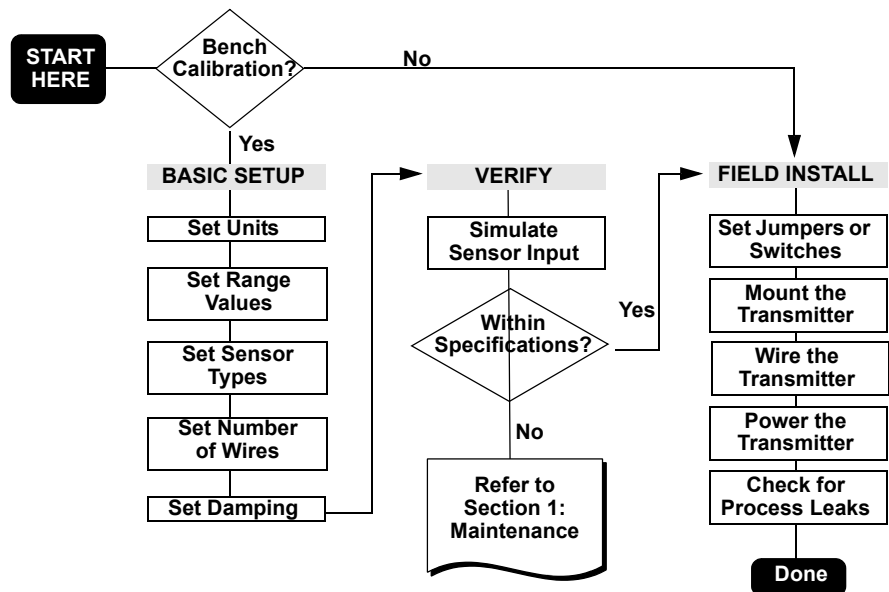 START
HERE
Bench
Calibration?
No
Yes
BASIC SETUP
Set Units
Set Range
Values
Set Sensor
Types
Set Number
of Wires
Set Damping
VERIFY
Simulate
Sensor Input
Within
Specifications?
Yes
No
Refer to
Section 1:
Maintenance
FIELD INSTALL
Set Jumpers or
Switches
Mount the
Transmitter
Wire the
Transmitter
Power the
Transmitter
Check for
Process Leaks
Done